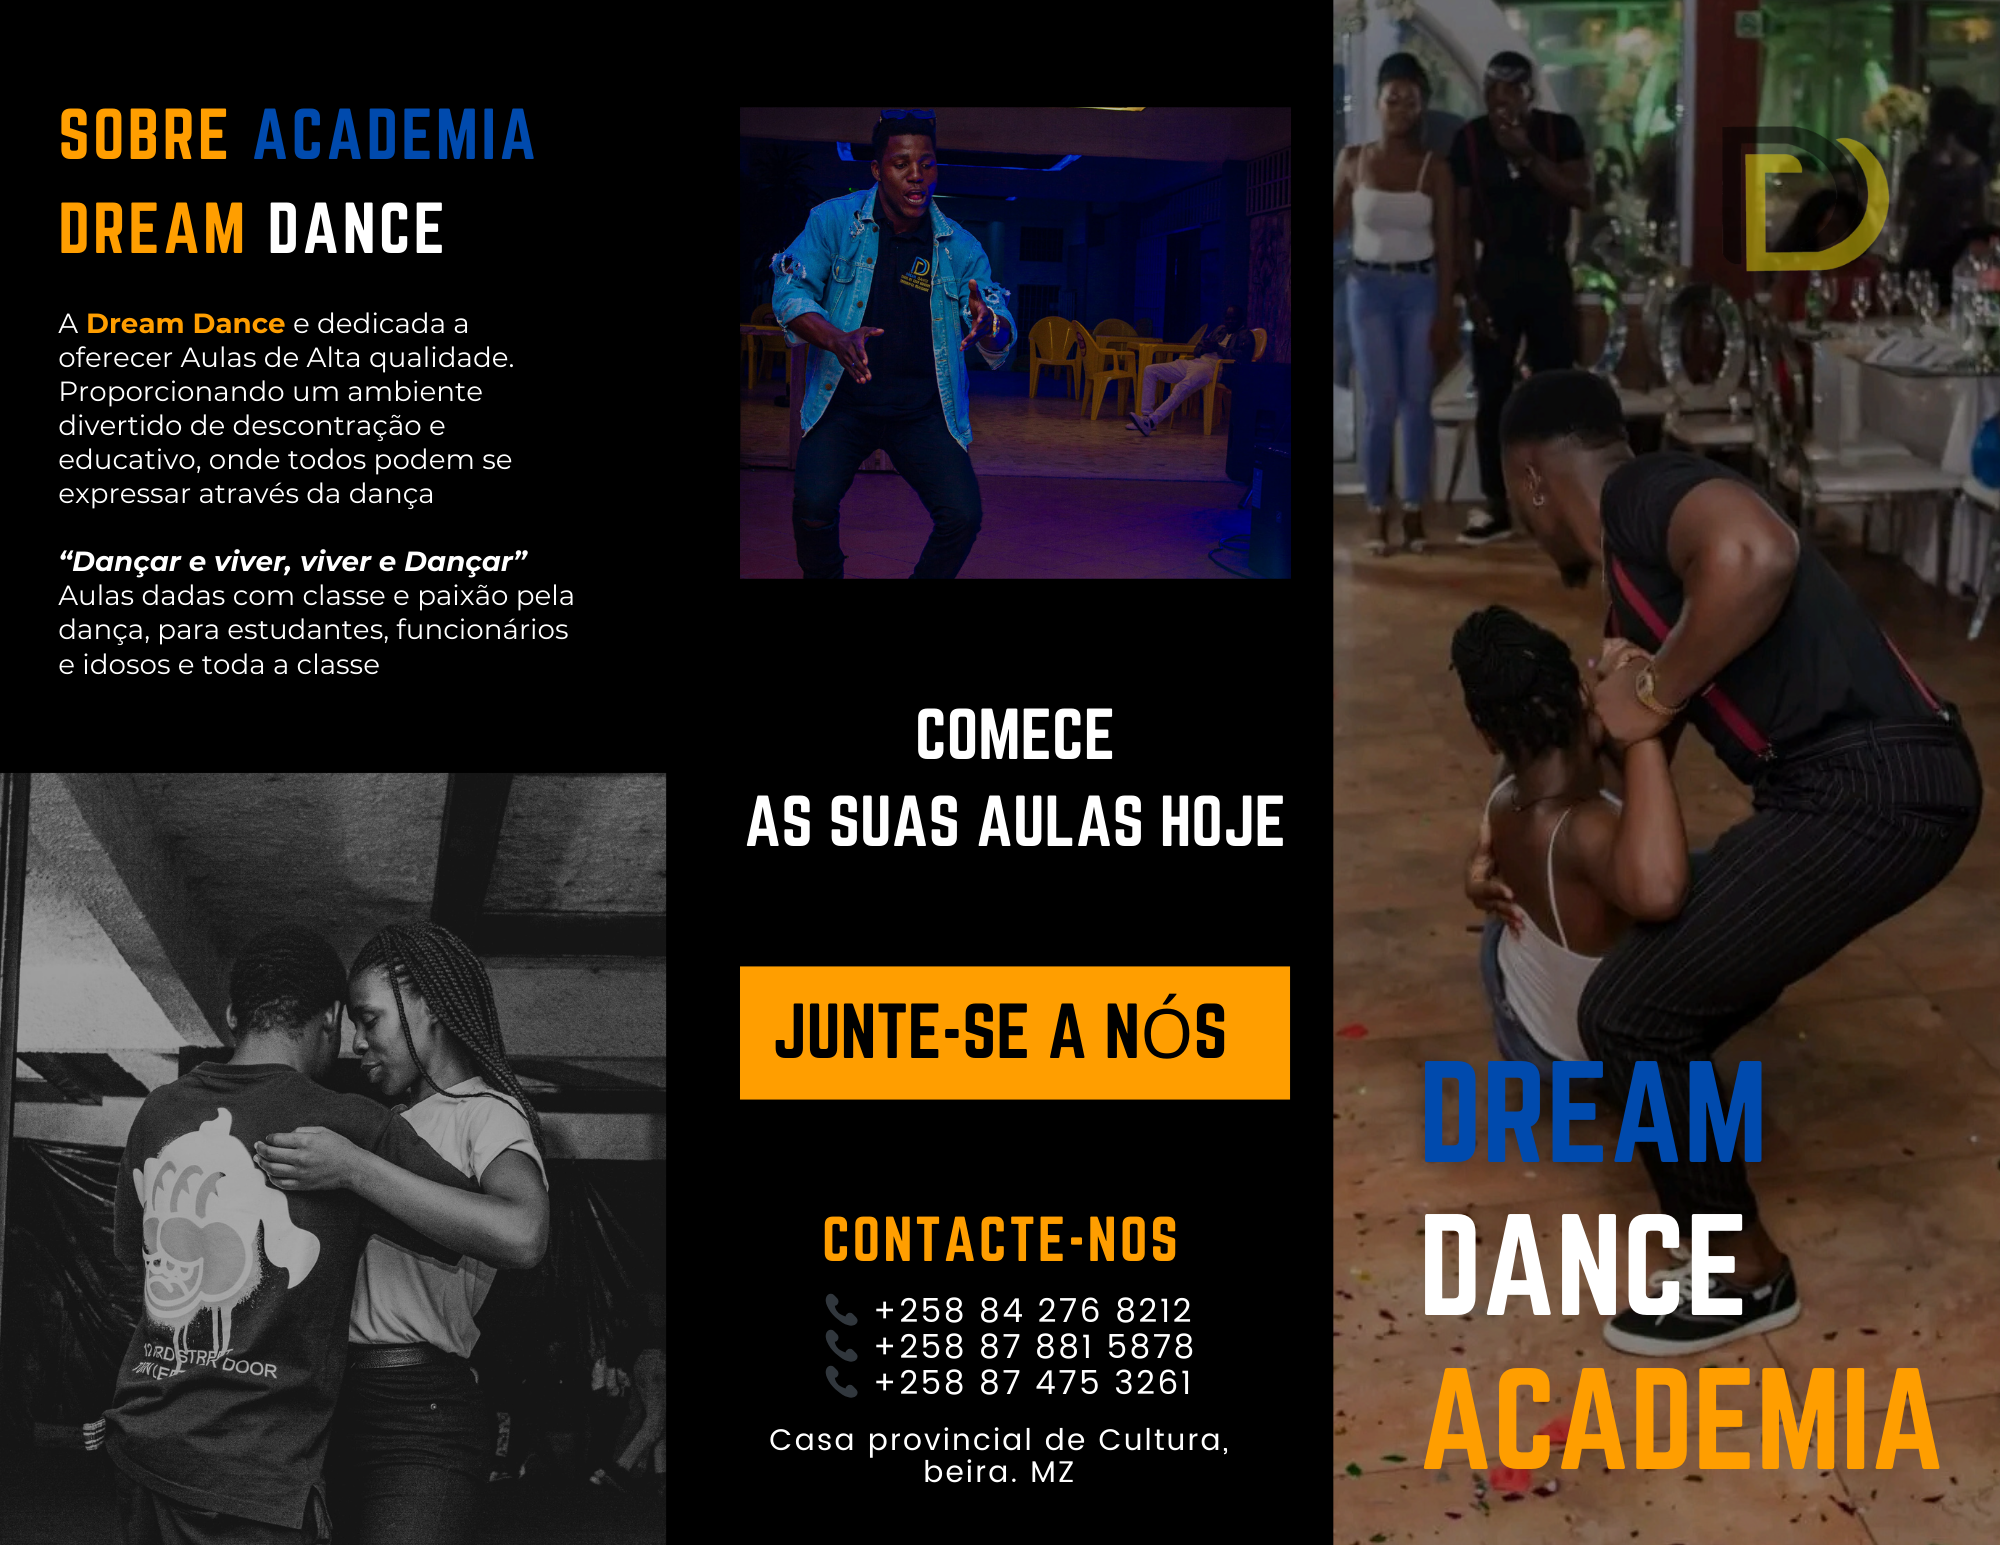 SOBRE ACADEMIA
DREAM DANCE
A Dream Dance e dedicada a
oferecer Aulas de Alta qualidade.
Proporcionando um ambiente
divertido de descontração e
educativo, onde todos podem se
expressar através da dança
“Dançar e viver, viver e Dançar”
Aulas dadas com classe e paixão pela
dança, para estudantes, funcionários
e idosos e toda a classe
COMECE
AS SUAS AULAS HOJE
JUNTE-SE A NÓS
CONTACTE-NOS
+258 84 276 8212
+258 87 881 5878
+258 87 475 3261
Casa provincial de Cultura,
beira. MZ
DREAM
DANCE
ACADEMIA